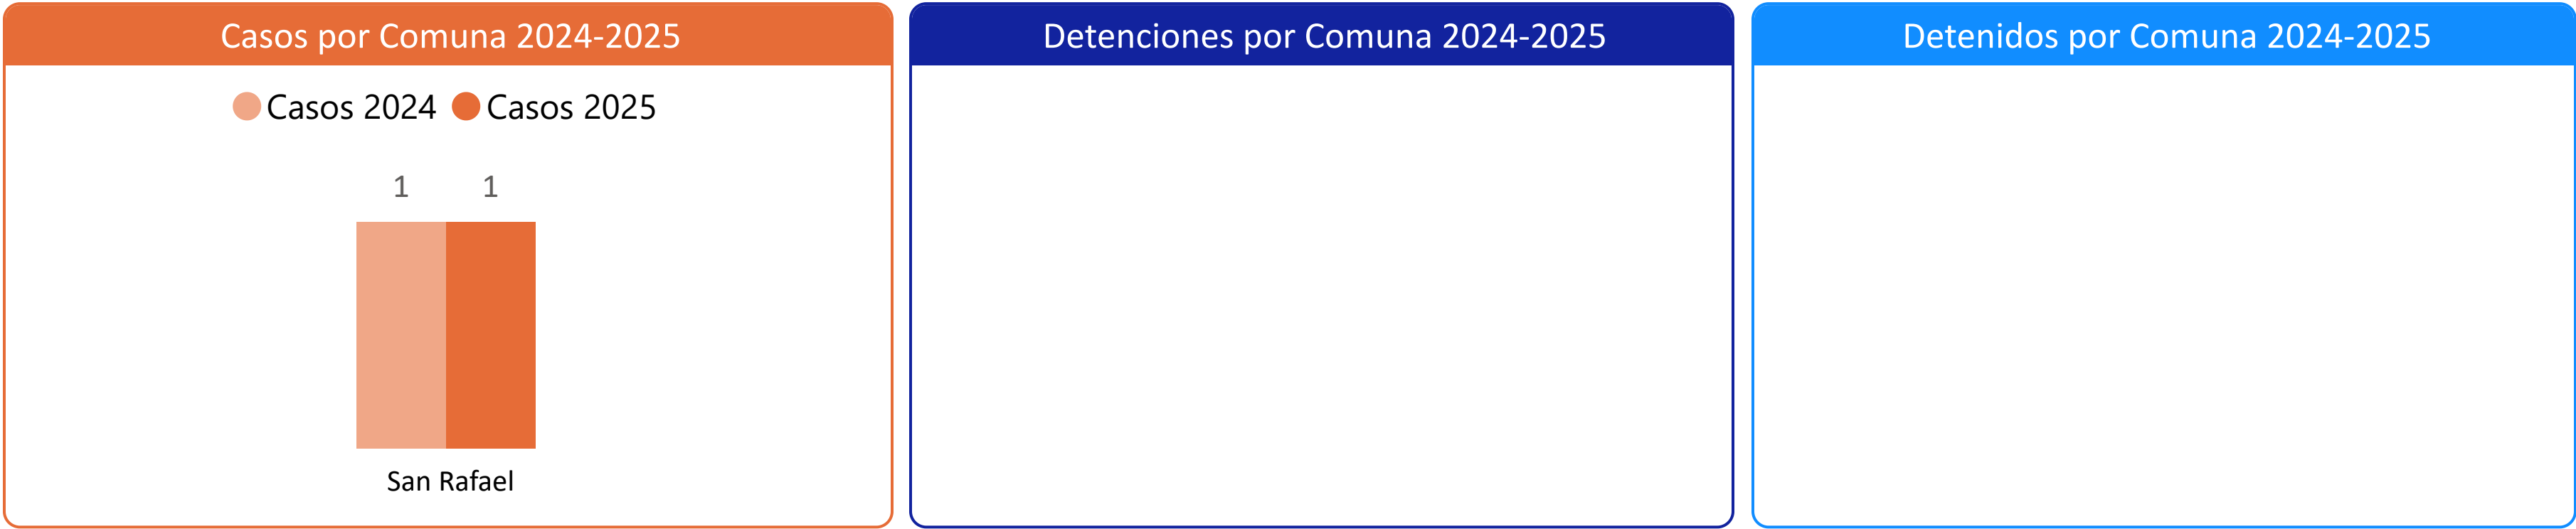 Casos por Comuna 2024-2025
Casos 2024 Casos 2025
1 1
San Rafael
Detenciones por Comuna 2024-2025
Detenidos por Comuna 2024-2025